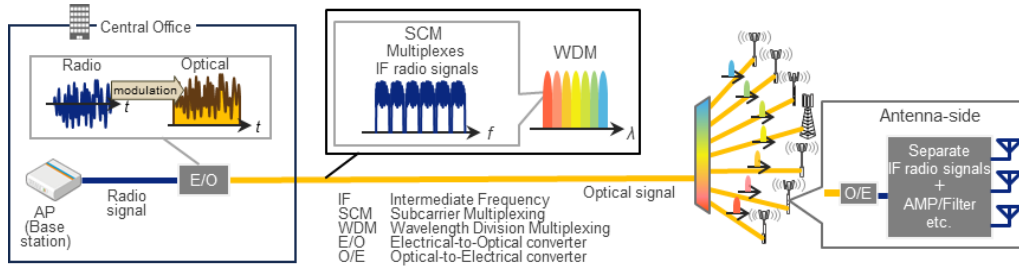 Central Office
Radio
Optical
modulation
t
t
AP
(Base
station)
Radio
signal
E/O
SCM
Multiplexes
IF radio signals
f
WDM
λ
Optical signal
IF Intermediate Frequency
SCM Subcarrier Multiplexing
WDM Wavelength Division Multiplexing
E/O Electrical-to-Optical converter
O/E Optical-to-Electrical converter
Antenna-side
O/E
Separate
IF radio signals
+
AMP/Filter
etc.